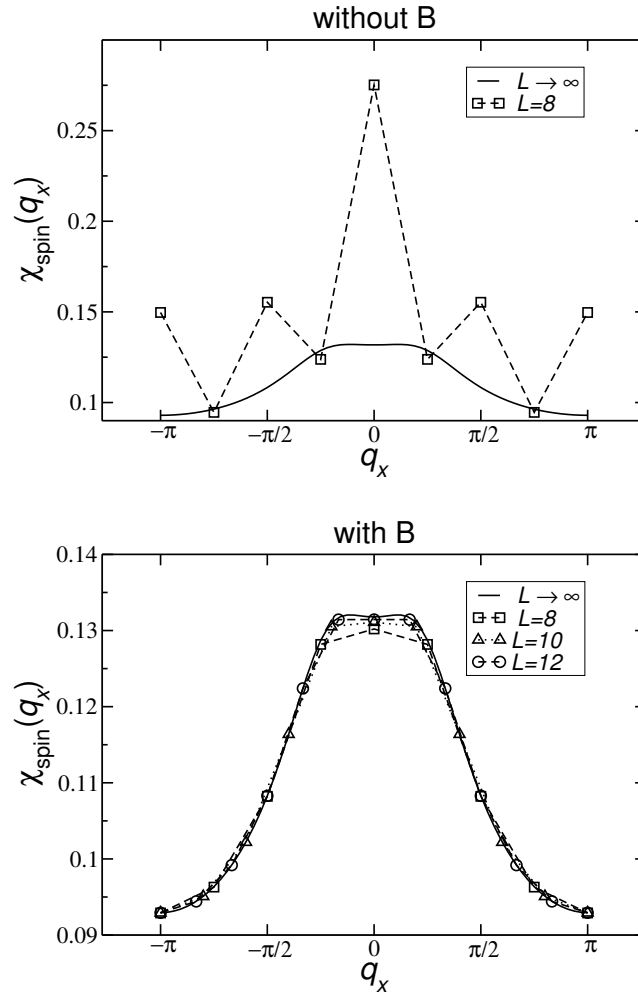 without B
L → ∞
L=8
0.25
0.2
0.15
0.1
χspin(qx)
−π
−π/2
0
π/2
π
qx
with B
0.14
L → ∞
L=8
L=10
L=12
0.13
0.12
0.11
0.1
0.09
χspin(qx)
−π
−π/2
0
π/2
π
qx